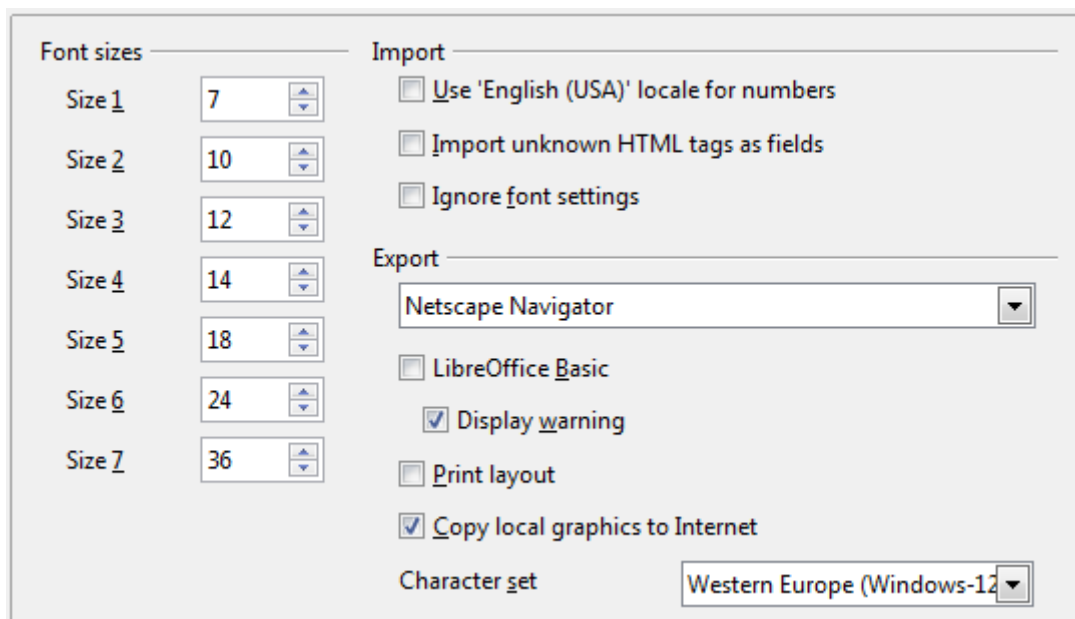 Font sizes
Size 1 7
Size 2 10
Size 3 12
Size 4 14
Size 5 18
Size 6 24
Size 7 36
Import
Use 'English (USA)' locale for numbers
Import unknown HTML tags as fields
Ignore font settings
Export
Netscape Navigator
LibreOffice Basic
Display warning
Print layout
Copy local graphics to Internet
Character set Western Europe (Windows-12